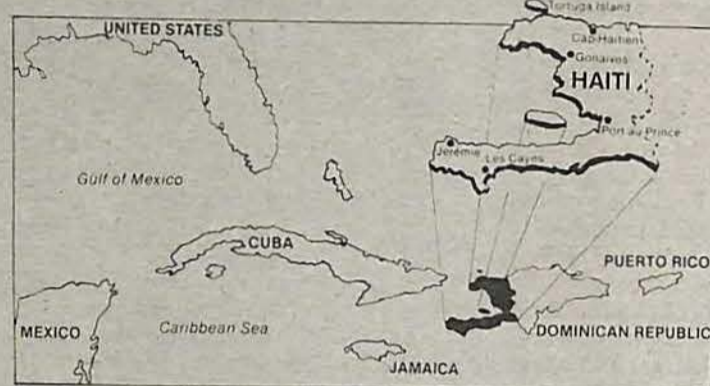 Tortuga Island
UNITED STATES
Cap-Haitien
Gonaives
HAITI
Port au Prince
Jérémie
Les Cayes
Gulf of Mexico
CUBA
PUERTO RICO
MEXICO
Caribbean Sea
DOMINICAN REPUBLIC
JAMAICA